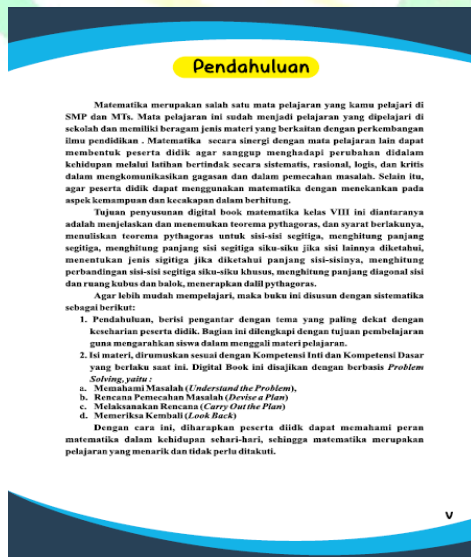 Pendahuluan
Matematika merupakan salah satu mata pelajaran yang kamu pelajari di
SMP dan MTs. Mata pelajaran ini sudah menjadi pelajaran yang dipelajari di
sekolah dan memiliki beragam jenis materi yang berkaitan dengan perkembangan
ilmu pendidikan . Matematika secara sinergi dengan mata pelajaran lain dapat
membentuk peserta didik agar sanggup menghadapi perubahan didalam
kehidupan melalui latihan bertindak secara sistematis, rasional, logis, dan kritis
dalam mengkomunikasikan gagasan dan dalam pemecahan masalah. Selain itu,
agar peserta didik dapat menggunakan matematika dengan menekankan pada
aspek kemampuan dan kecakapan dalam berhitung.
Tujuan penyusunan digital book matematika kelas VIII ini diantaranya
adalah menjelaskan dan menemukan teorema pythagoras, dan syarat berlakunya,
menuliskan teorema pythagoras untuk sisi-sisi segitiga, menghitung panjang
segitiga, menghitung panjang sisi segitiga siku-siku jika sisi lainnya diketahui,
menentukan jenis sigitiga jika diketahui panjang sisi-sisinya, menghitung
perbandingan sisi-sisi segitiga siku-siku khusus, menghitung panjang diagonal sisi
dan ruang kubus dan balok, menerapkan dalil pythagoras.
Agar lebih mudah mempelajari, maka buku ini disusun dengan sistematika
sebagai berikut:
1. Pendahuluan, berisi pengantar dengan tema yang paling dekat dengan
keseharian peserta didik. Bagian ini dilengkapi dengan tujuan pembelajaran
guna mengarahkan siswa dalam menggali materi pelajaran.
2. Isi materi, dirumuskan sesuai dengan Kompetensi Inti dan Kompetensi Dasar
yang berlaku saat ini. Digital Book ini disajikan dengan berbasis Problem
Solving, yaitu :
a. Memahami Masalah (Understand the Problem),
b. Rencana Pemecahan Masalah (Devise a Plan)
c. Melaksanakan Rencana (Carry Out the Plan)
d. Memeriksa Kembali (Look Back)
Dengan cara ini, diharapkan peserta diidk dapat memahami peran
matematika dalam kehidupan sehari-hari, sehingga matematika merupakan
pelajaran yang menarik dan tidak perlu ditakuti.
v